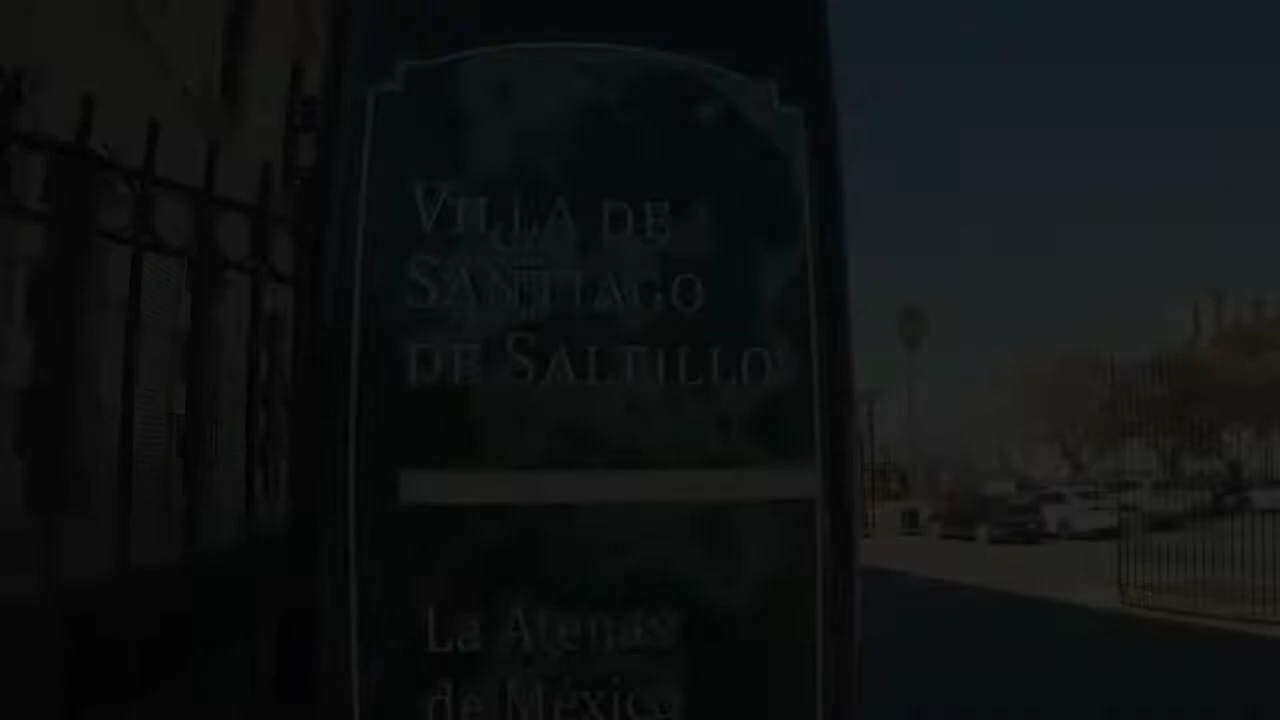 VILLA DE
SANTIAGO
DE SALTILLO
La Atenas
de México